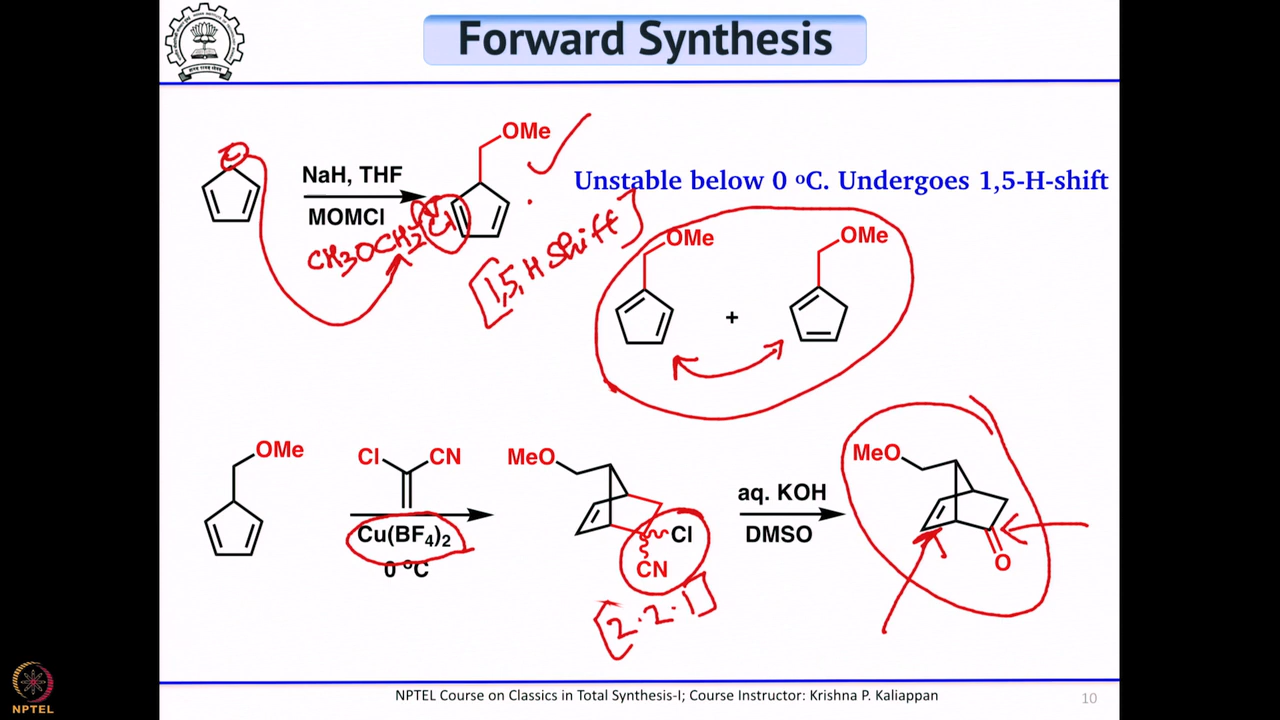 Forward Synthesis
OMe
NaH, THF
MOMCl
CH3OCH2Cl
[1,5, H Shift]
Unstable below 0 ºC. Undergoes 1,5-H-shift
OMe
+
OMe
OMe
Cl
CN
Cu(BF4)2
0 ºC
MeO
Cl
CN
[2.2.1]
aq. KOH
DMSO
MeO
O
NPTEL
NPTEL Course on Classics in Total Synthesis-I; Course Instructor: Krishna P. Kaliappan
10